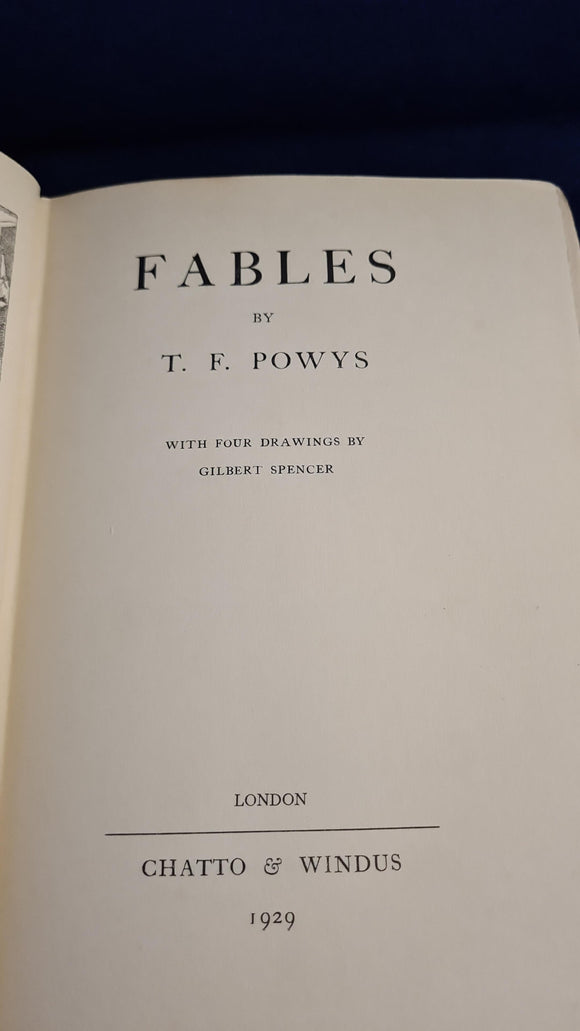 FABLES
BY
T. F. POWYS
WITH FOUR DRAWINGS BY
GILBERT SPENCER
LONDON
CHATTO & WINDUS
1929